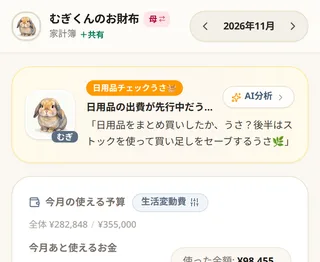 むぎくんのお財布 母
家計簿 +共有
2026年11月
日用品チェックうさ
日用品の出費が先行中だう…
AI分析
「日用品をまとめ買いしたか、うさ？後半はス
トックを使って買い足しをセーブするうさ🌿」
むぎ
今月の使える予算 生活変動費
全体 ¥282,848 / ¥355,000
今月あと使えるお金
使った金額: ¥98,455